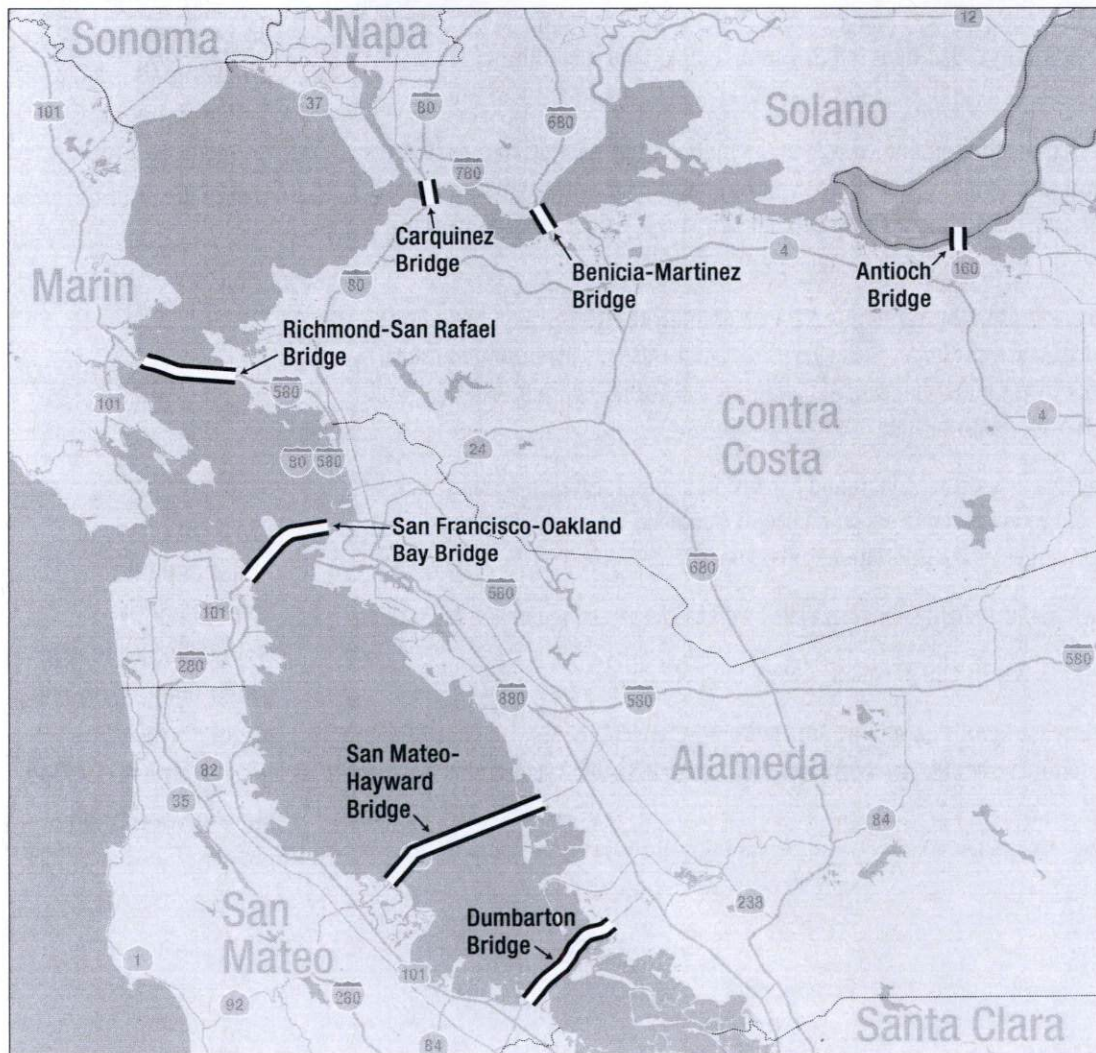 Sonoma
Napa
12
101
37
80
680
Solano
780
Carquinez
Bridge
Benicia-Martinez
Bridge
4
Antioch
Bridge
160
Marin
80
Richmond-San Rafael
Bridge
101
580
Contra
Costa
4
24
80
580
San Francisco-Oakland
Bay Bridge
680
580
101
280
580
880
580
San Mateo-
Hayward
Bridge
Alameda
82
35
84
San
Mateo
Dumbarton
Bridge
238
1
101
92
280
84
Santa Clara